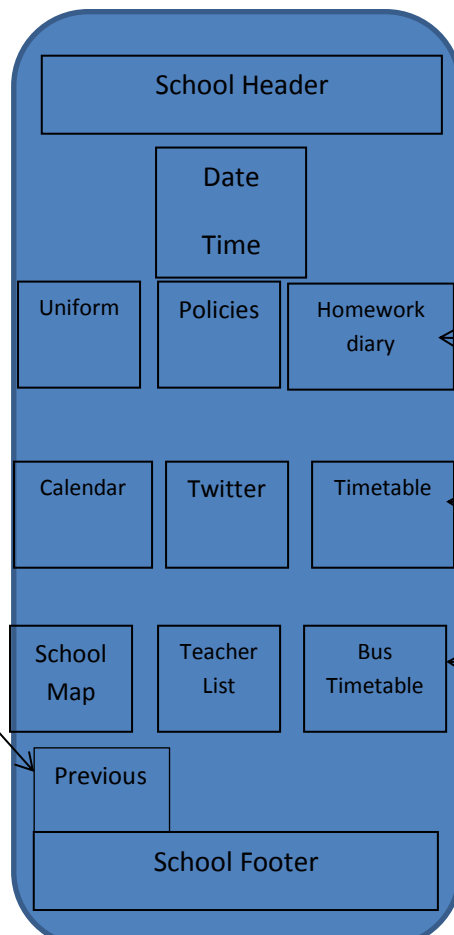 School Header
Date
Time
Uniform
Policies
Homework
diary
Calendar
Twitter
Timetable
School
Map
Teacher
List
Bus
Timetable
Previous
School Footer